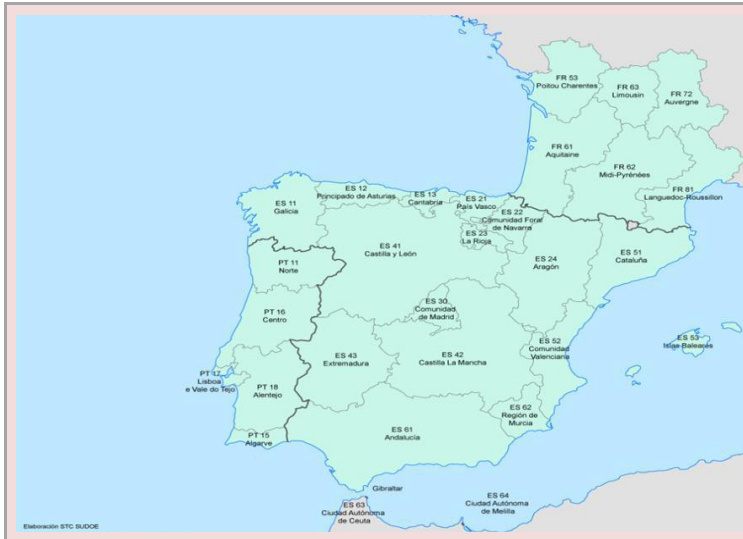 FR 53
Poitou Charentes
FR 63
Limousin
FR 72
Auvergne
FR 61
Aquitaine
FR 62
Midi-Pyrénées
FR 81
Languedoc-Roussillon
ES 11
Galicia
ES 12
Principado de Asturias
ES 13
Cantabria
ES 21
País Vasco
ES 22
Comunidad Foral
de Navarra
ES 23
La Rioja
ES 41
Castilla y León
ES 24
Aragón
ES 51
Cataluña
PT 11
Norte
PT 16
Centro
ES 30
Comunidad
de Madrid
ES 43
Extremadura
ES 42
Castilla La Mancha
ES 52
Comunidad
Valenciana
ES 53
Islas Baleares
PT 17
Lisboa
e Vale do Tejo
PT 18
Alentejo
PT 15
Algarve
ES 61
Andalucía
ES 62
Región de
Murcia
Gibraltar
ES 63
Ciudad Autónoma
de Ceuta
ES 64
Ciudad Autónoma
de Melilla
Elaboración STC SUDOE